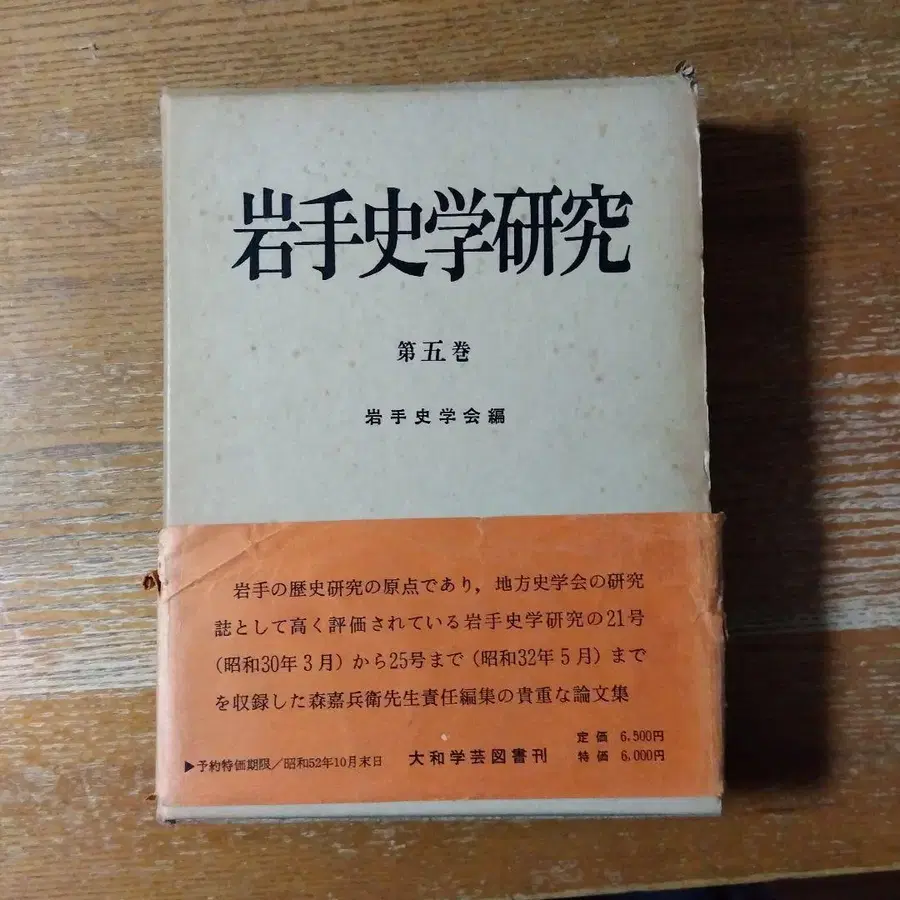 岩手史学研究
第五巻
岩手史学会編
岩手の歴史研究の原点であり，地方史学会の研究
誌として高く評価されている岩手史学研究の21号
（昭和30年3月）から25号まで（昭和32年5月）まで
を収録した森嘉兵衛先生責任編集の貴重な論文集
▶予約特価期限／昭和52年10月末日
大和学芸図書刊
定価 6,500円
特価 6,000円